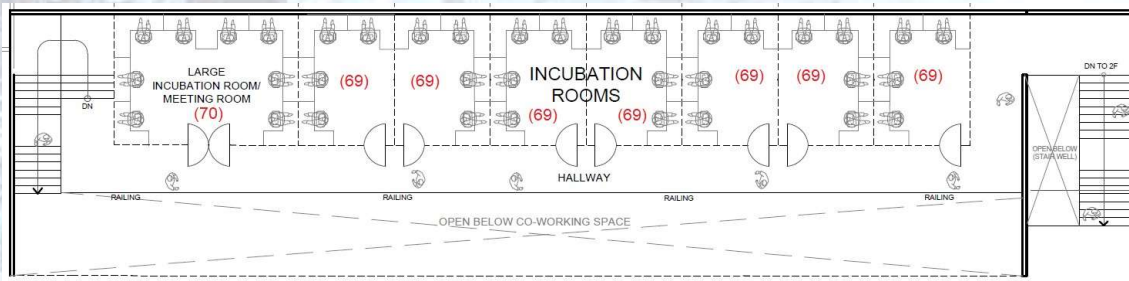 DN
LARGE
INCUBATION ROOM/
MEETING ROOM
(70)
(69)
(69)
INCUBATION
ROOMS
(69)
(69)
(69)
(69)
(69)
DN TO 2F
OPEN BELOW
(STAIR WELL)
HALLWAY
RAILING
RAILING
RAILING
RAILING
OPEN BELOW CO-WORKING SPACE